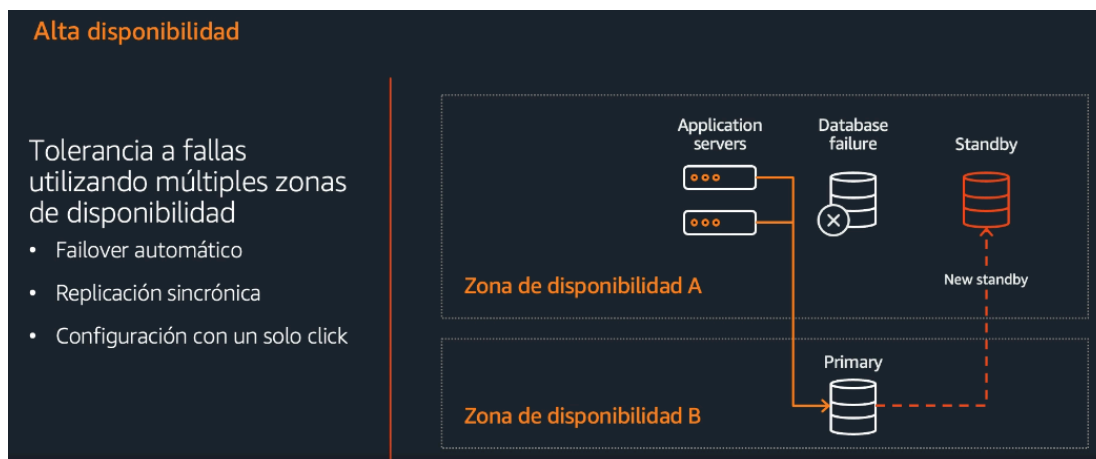 Alta disponibilidad
Tolerancia a fallas
utilizando múltiples zonas
de disponibilidad
• Failover automático
• Replicación sincrónica
• Configuración con un solo click
Application
servers
Database
failure
Standby
Zona de disponibilidad A
New standby
Primary
Zona de disponibilidad B